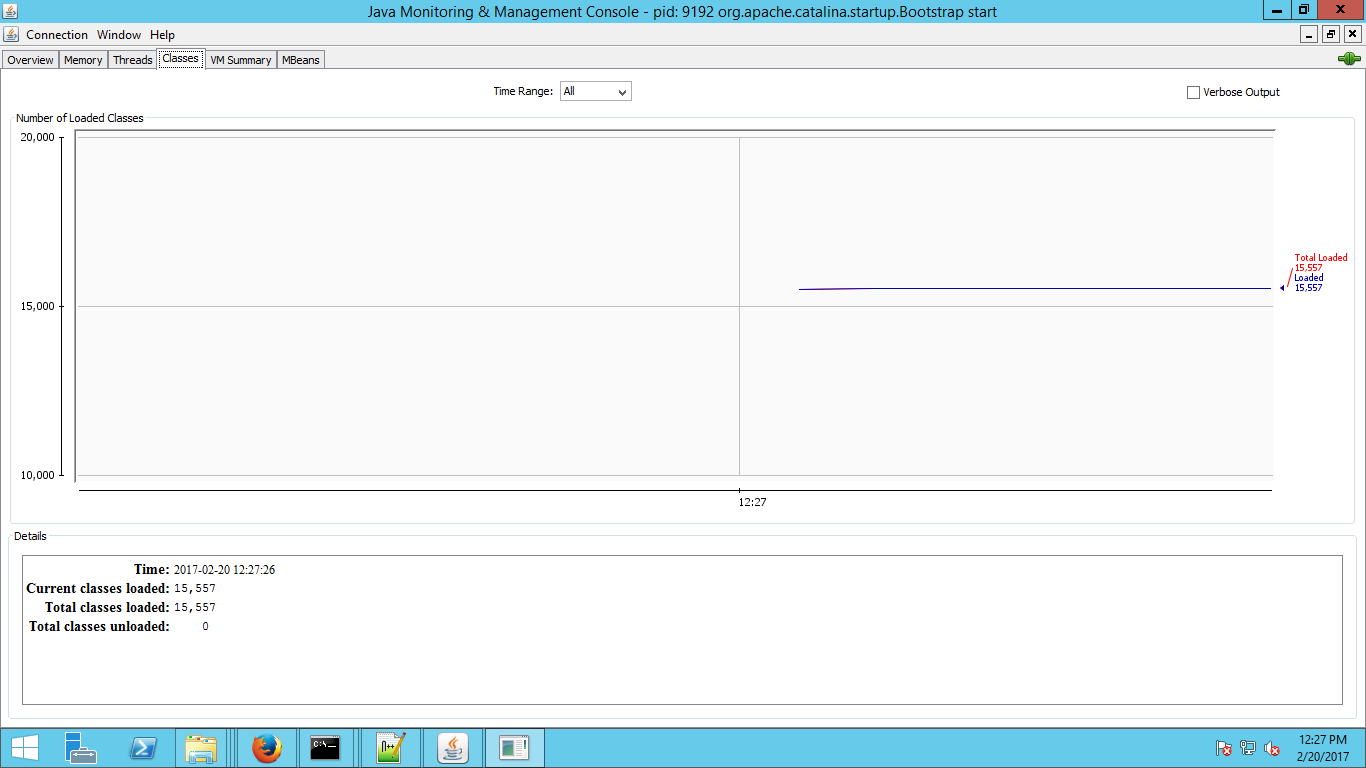 Java Monitoring & Management Console - pid: 9192 org.apache.catalina.startup.Bootstrap start
Connection Window Help
Overview Memory Threads Classes VM Summary MBeans
Time Range: All Verbose Output
Number of Loaded Classes
20,000
15,000
10,000
Total Loaded
15,557
Loaded
15,557
12:27
Details
Time: 2017-02-20 12:27:26
Current classes loaded: 15,557
Total classes loaded: 15,557
Total classes unloaded: 0
C:\_
12:27 PM
2/20/2017